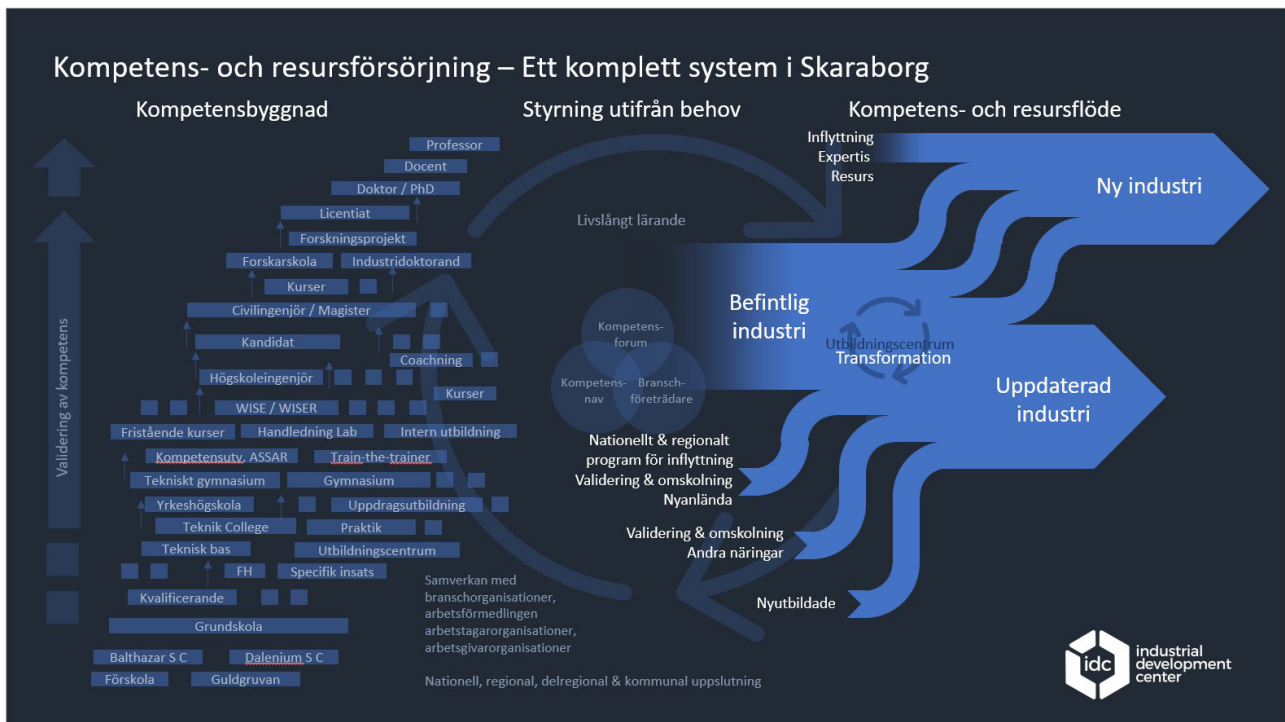 Kompetens- och resursförsörjning – Ett komplett system i Skaraborg
Kompetensbyggnad
Styrning utifrån behov
Kompetens- och resursflöde
Validering av kompetens
Professor
Docent
Doktor / PhD
Licentiat
Forskningsprojekt
Forskarskola
Industridoktorand
Kurser
Civilingenjör / Magister
Kandidat
Coachning
Högskoleingenjör
Kurser
WISE / WISER
Fristående kurser
Handledning Lab
Intern utbildning
Kompetensutv. ASSAR
Train-the-trainer
Tekniskt gymnasium
Gymnasium
Yrkeshögskola
Uppdragsutbildning
Teknik College
Praktik
Teknisk bas
Utbildningscentrum
FH
Specifik insats
Kvalificerande
Grundskola
Balthazar S C
Dalenium S C
Förskola
Guldgruvan
Livslångt lärande
Kompetens-
forum
Kompetens-
nav
Bransch-
företrädare
Samverkan med
branschorganisationer,
arbetsförmedlingen
arbetstagarorganisationer,
arbetsgivarorganisationer
Nationell, regional, delregional & kommunal uppslutning
Inflyttning
Expertis
Resurs
Ny industri
Befintlig
industri
Utbildningscentrum
Transformation
Uppdaterad
industri
Nationellt & regionalt
program för inflyttning
Validering & omskolning
Nyanlända
Validering & omskolning
Andra näringar
Nyutbildade
idc
industrial
development
center